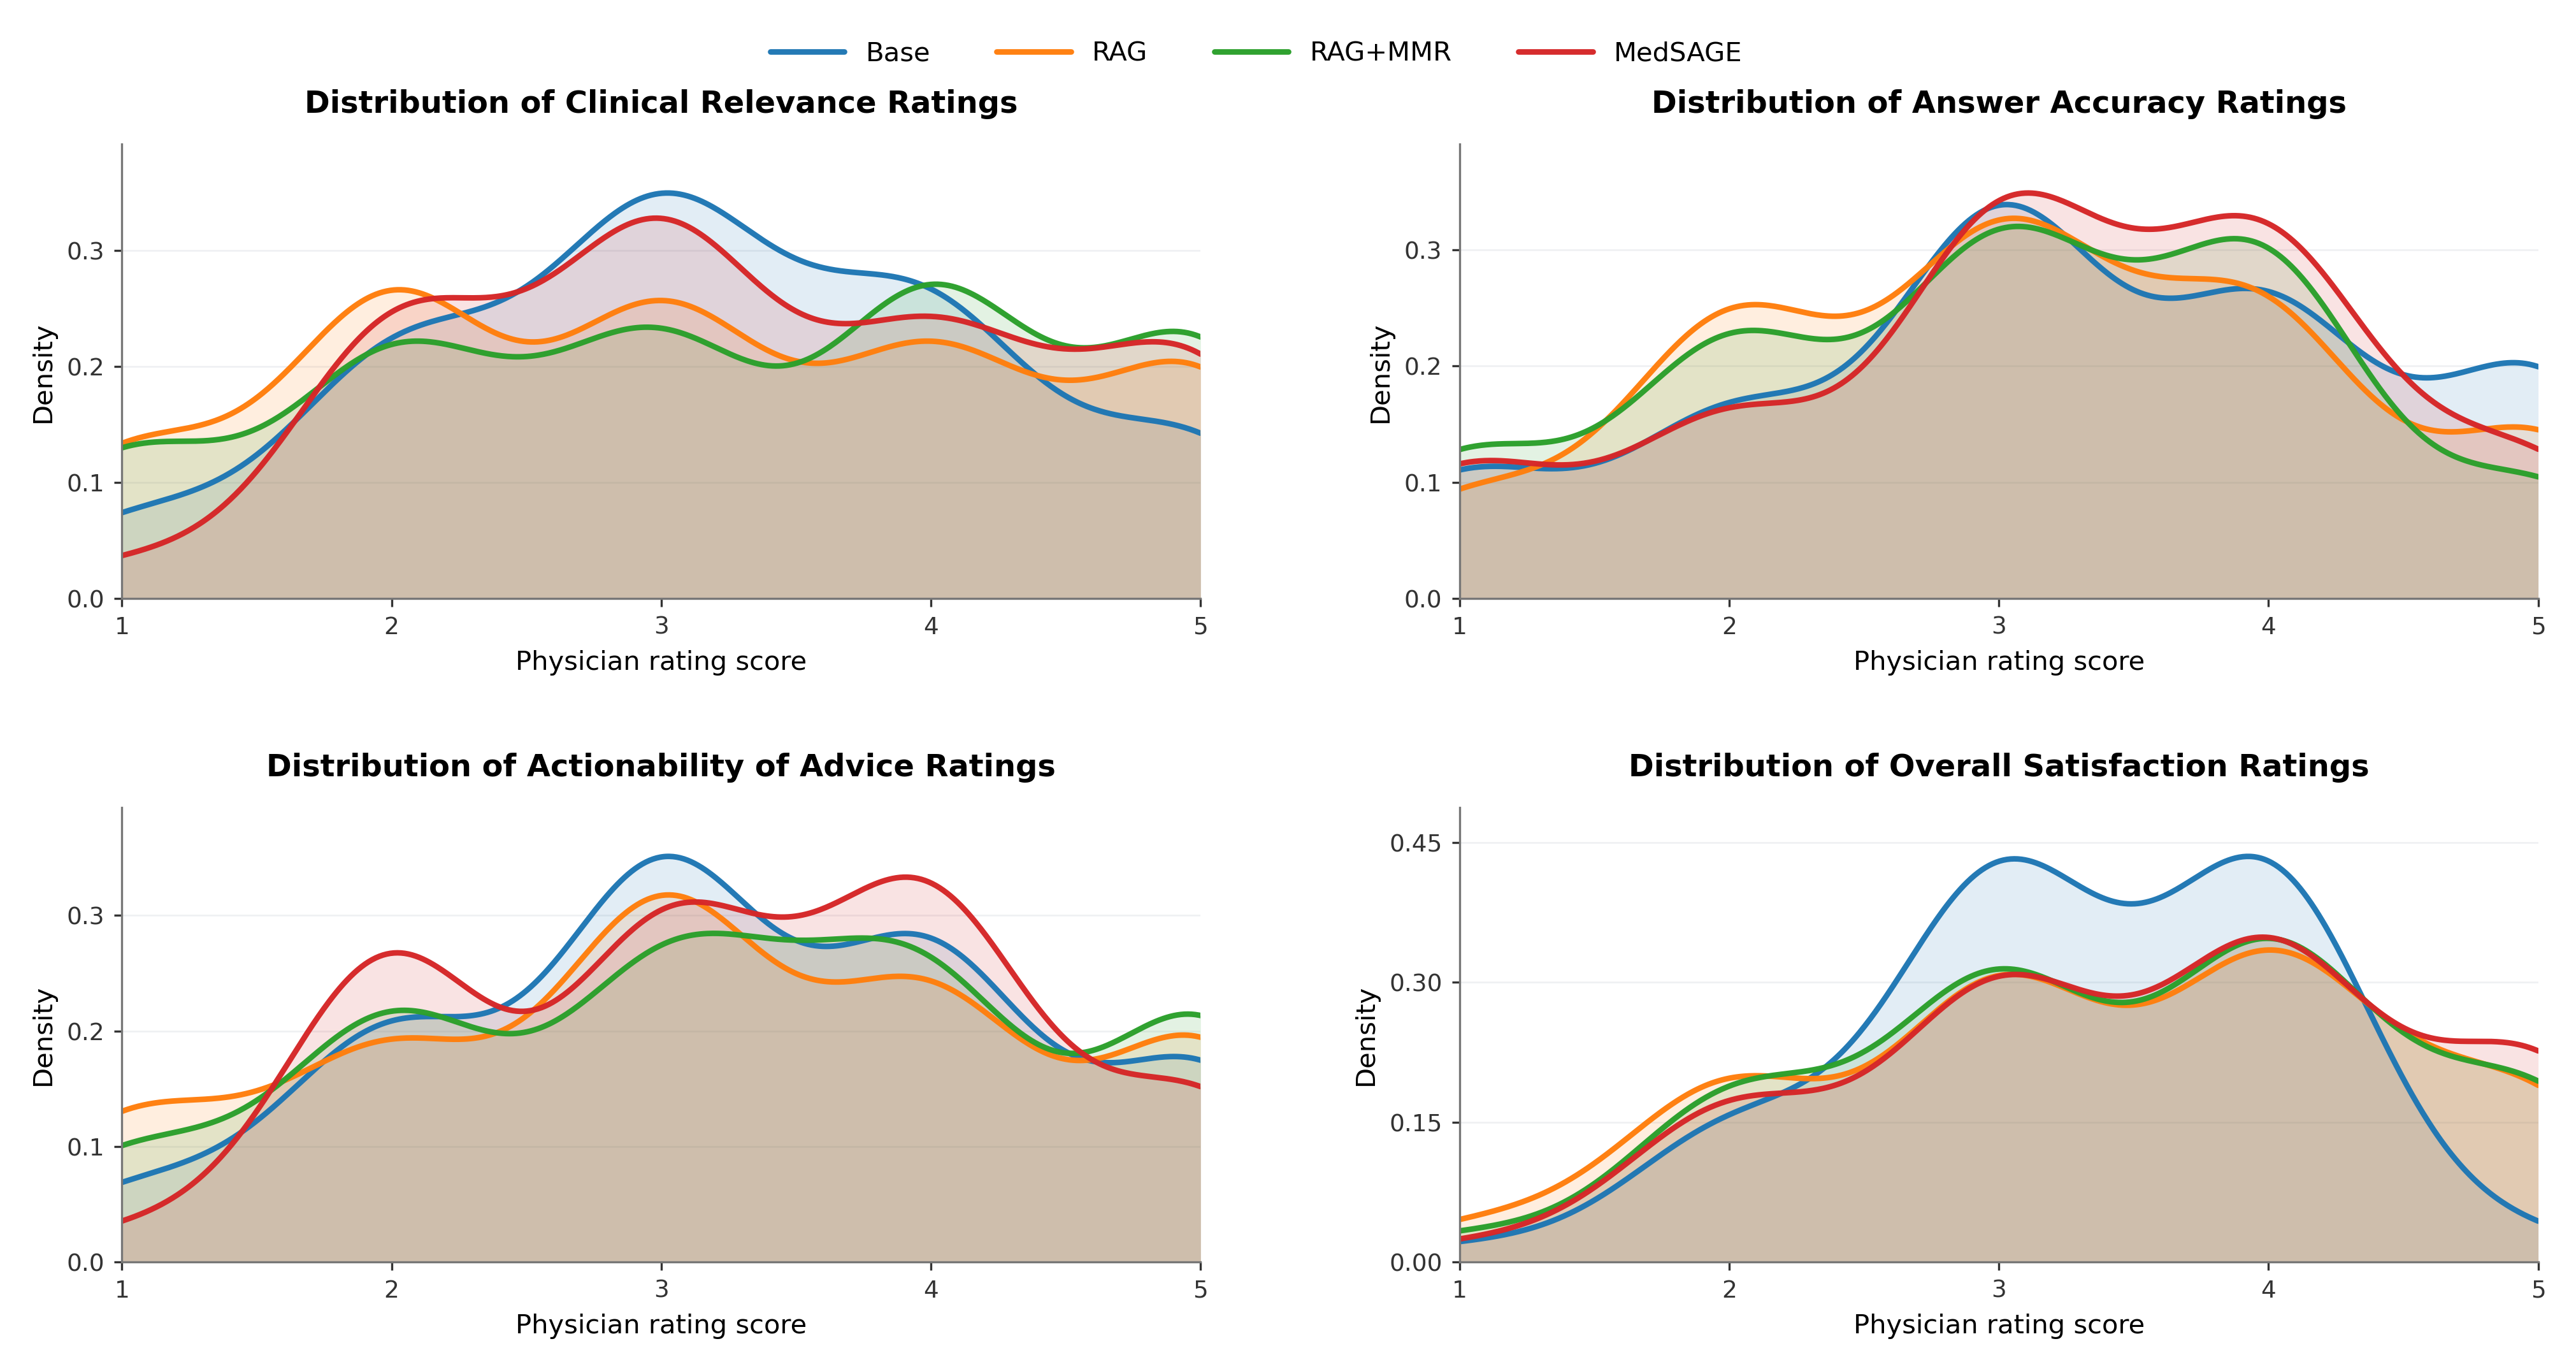 Base RAG RAG+MMR MedSAGE
Distribution of Clinical Relevance Ratings
Density
0.3
0.2
0.1
0.0
1 2 3 4 5
Physician rating score
Distribution of Answer Accuracy Ratings
Density
0.3
0.2
0.1
0.0
1 2 3 4 5
Physician rating score
Distribution of Actionability of Advice Ratings
Density
0.3
0.2
0.1
0.0
1 2 3 4 5
Physician rating score
Distribution of Overall Satisfaction Ratings
Density
0.45
0.30
0.15
0.00
1 2 3 4 5
Physician rating score